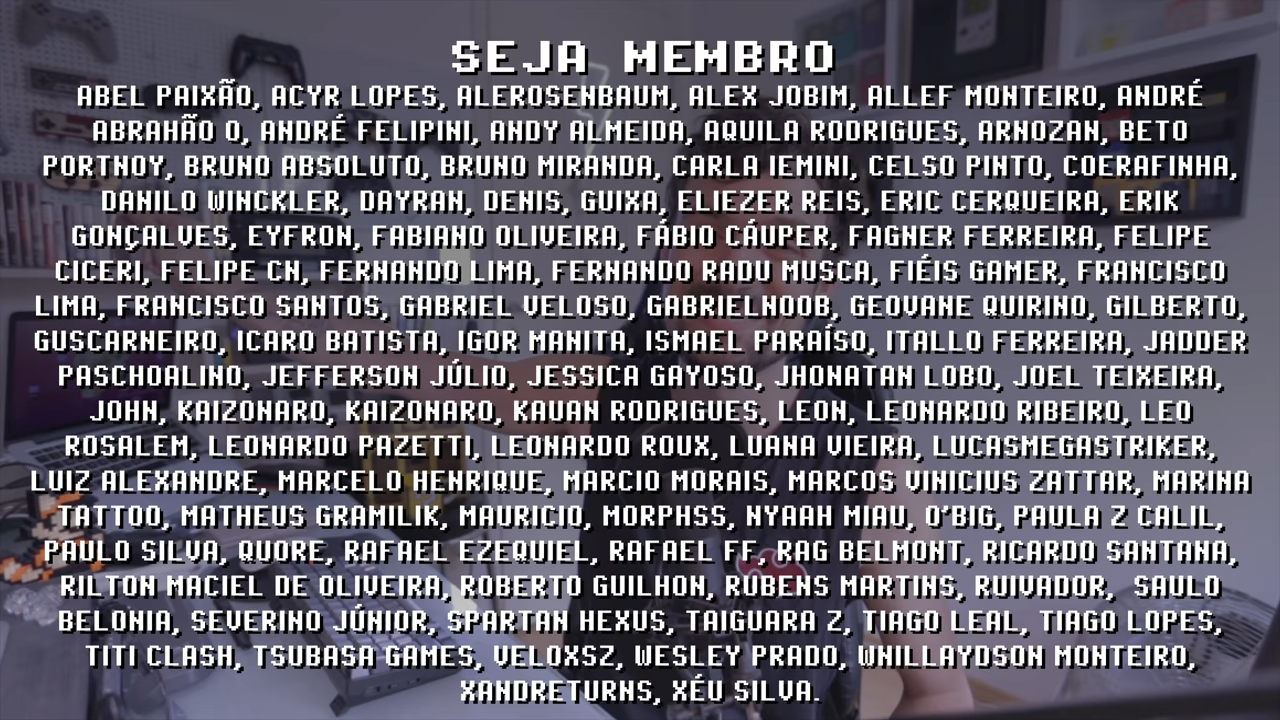 SEJA MEMBRO
ABEL PAIXÃO, ACYR LOPES, ALEROSENBAUM, ALEX JOBIM, ALLEF MONTEIRO, ANDRÉ
ABRAHÃO O, ANDRÉ FELIPINI, ANDY ALMEIDA, AQUILA RODRIGUES, ARNOZAN, BETO
PORTNOY, BRUNO ABSOLUTO, BRUNO MIRANDA, CARLA IEMINI, CELSO PINTO, COERAFINHA,
DANILO WINCKLER, DAYRAN, DENIS, GUIXA, ELIEZER REIS, ERIC CERQUEIRA, ERIK
GONÇALVES, EYFRON, FABIANO OLIVEIRA, FÁBIO CÁUPER, FAGNER FERREIRA, FELIPE
CICERI, FELIPE CN, FERNANDO LIMA, FERNANDO RADU MUSCA, FIÉIS GAMER, FRANCISCO
LIMA, FRANCISCO SANTOS, GABRIEL VELOSO, GABRIELNOOB, GEOVANE QUIRINO, GILBERTO,
GUSCARNEIRO, ICARO BATISTA, IGOR MANITA, ISMAEL PARAÍSO, ITALLO FERREIRA, JADDER
PASCHOALINO, JEFFERSON JÚLIO, JESSICA GAYOSO, JHONATAN LOBO, JOEL TEIXEIRA,
JOHN, KAIZONARO, KAIZONARO, KAUAN RODRIGUES, LEON, LEONARDO RIBEIRO, LEO
ROSALEM, LEONARDO PAZETTI, LEONARDO ROUX, LUANA VIEIRA, LUCASMEGASTRIKER,
LUIZ ALEXANDRE, MARCELO HENRIQUE, MARCIO MORAIS, MARCOS VINICIUS ZATTAR, MARINA
TATTOO, MATHEUS GRAMILIK, MAURICIO, MORPHSS, NYAAH MIAU, O'BIG, PAULA Z CALIL,
PAULO SILVA, QUORE, RAFAEL EZEQUIEL, RAFAEL FF, RAG BELMONT, RICARDO SANTANA,
RILTON MACIEL DE OLIVEIRA, ROBERTO GUILHON, RUBENS MARTINS, RUIVADOR, SAULO
BELONIA, SEVERINO JÚNIOR, SPARTAN HEXUS, TAIGUARA Z, TIAGO LEAL, TIAGO LOPES,
TITI CLASH, TSUBASA GAMES, VELOXSZ, WESLEY PRADO, WNILLAYDSON MONTEIRO,
XANDRETURNS, XÉU SILVA.